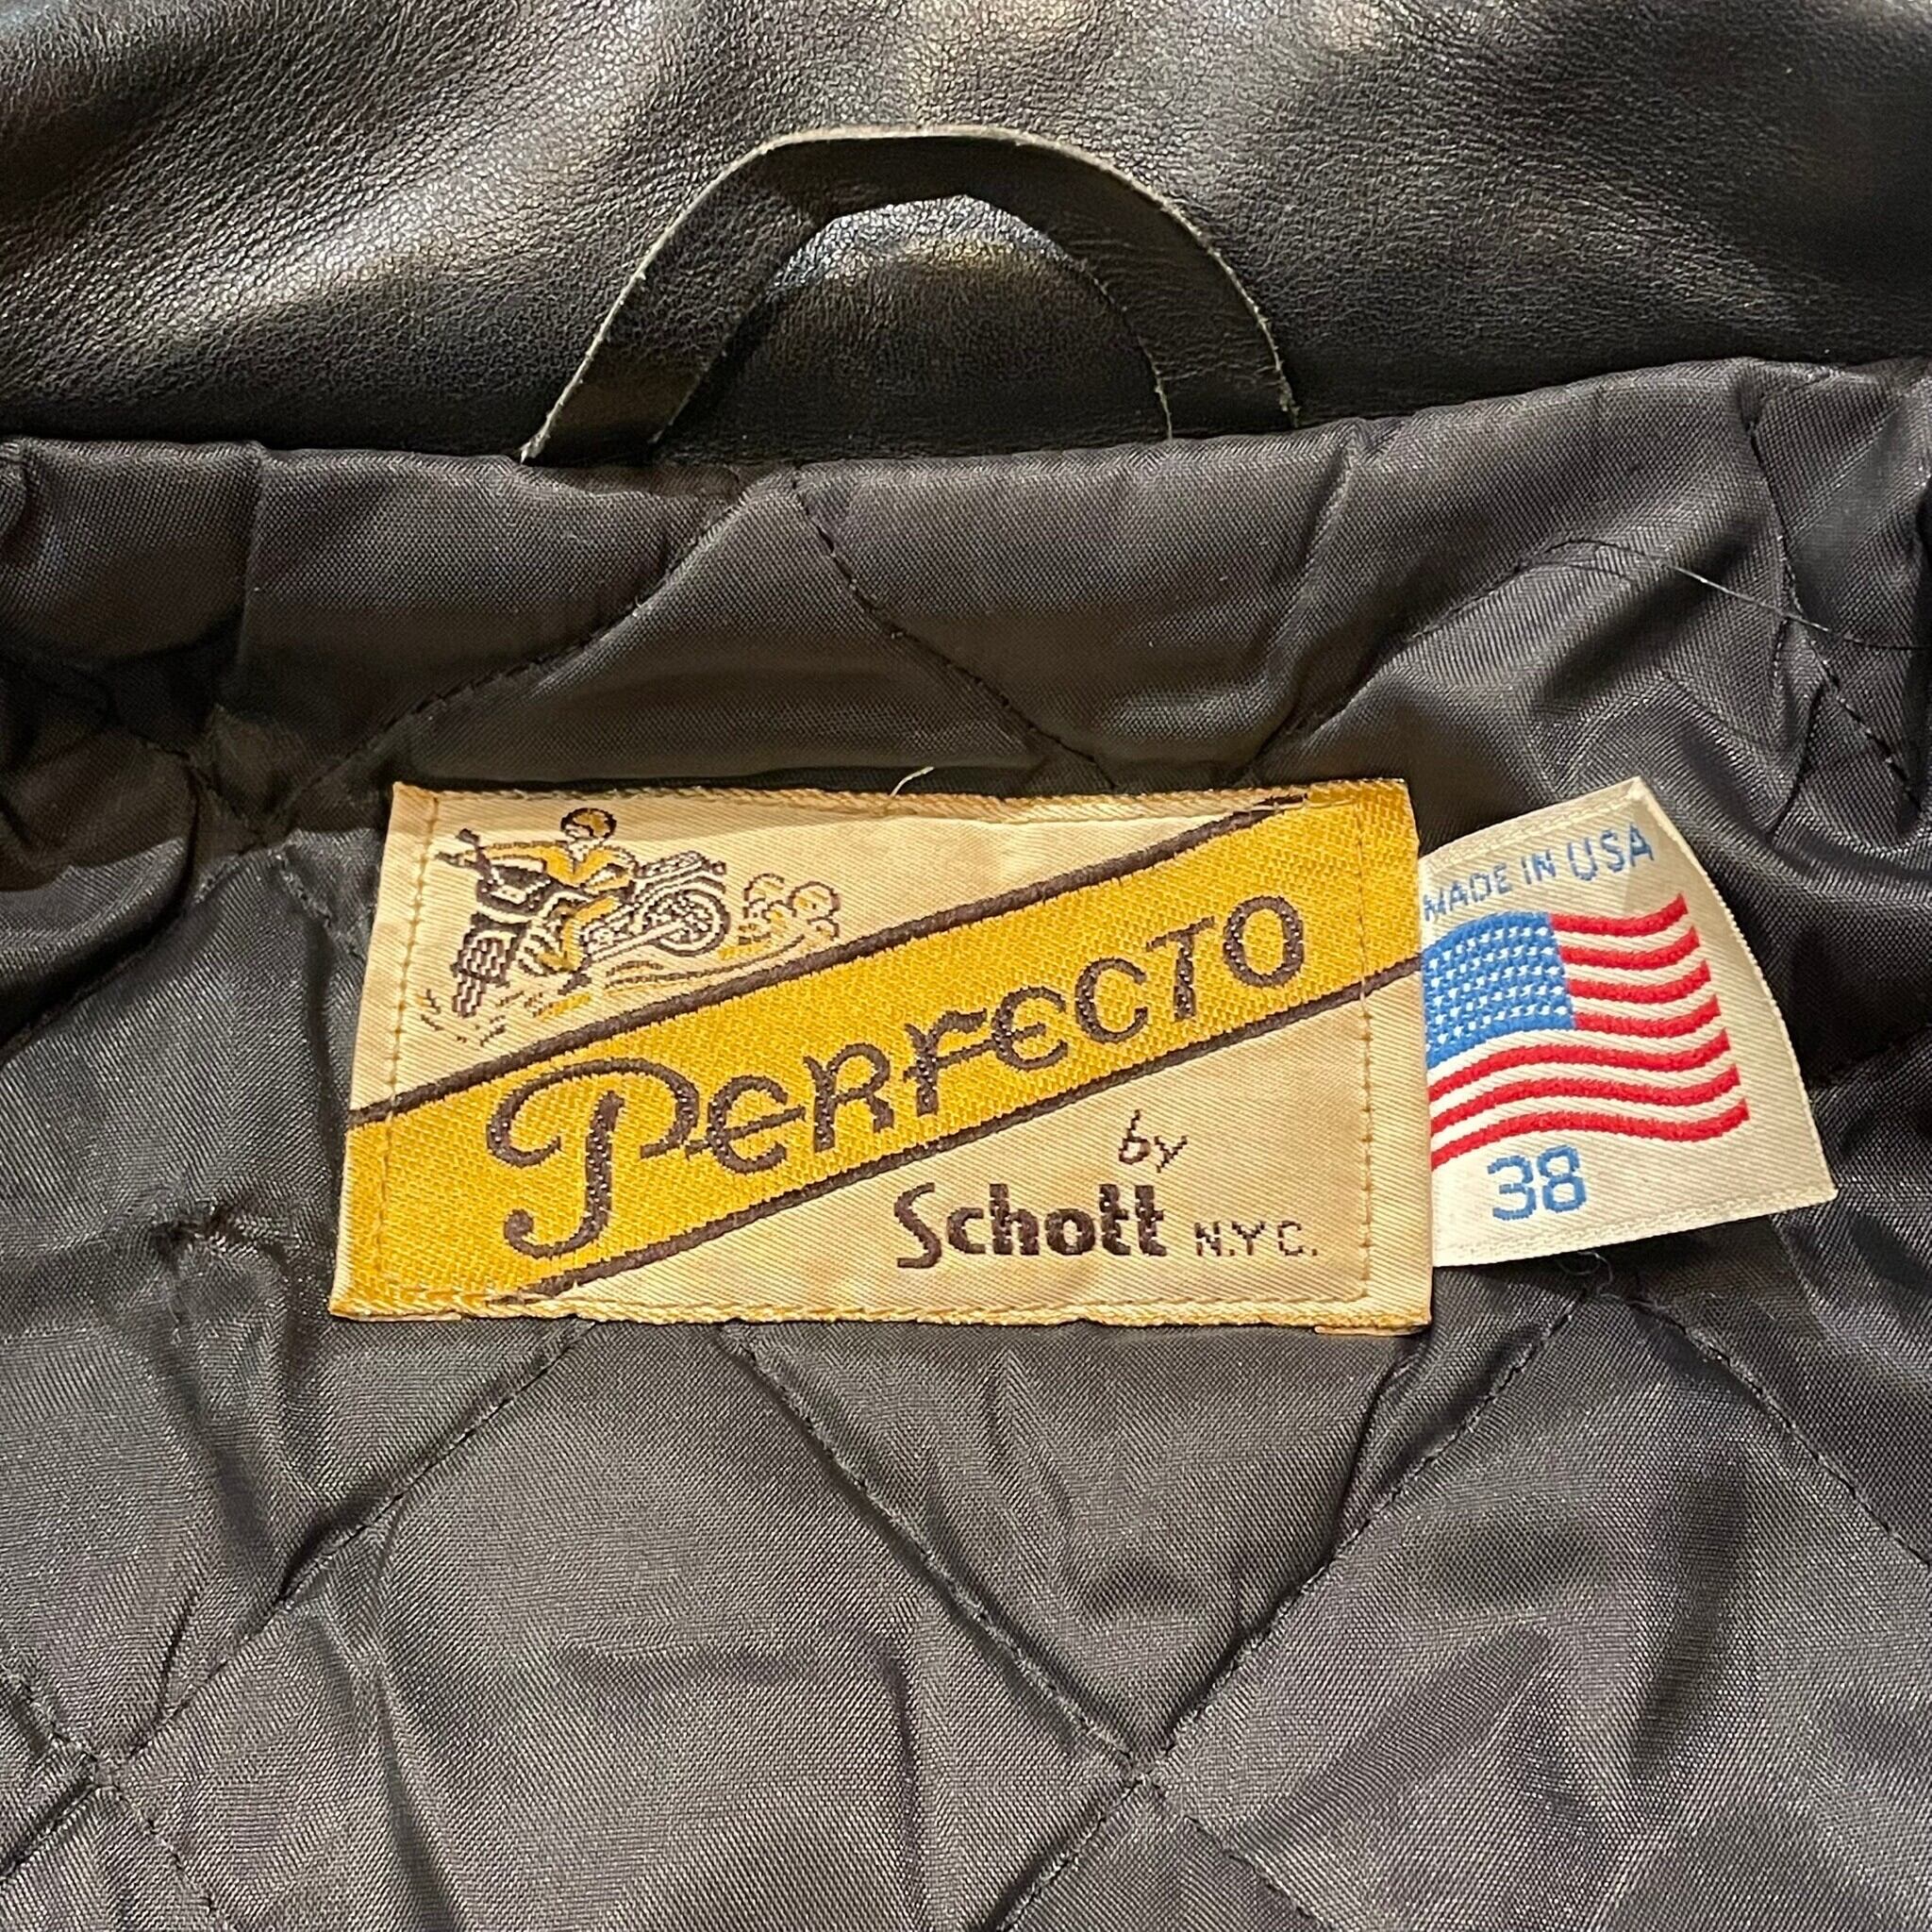 PERFECTO
by
Schott N.Y.C.
MADE IN USA
38